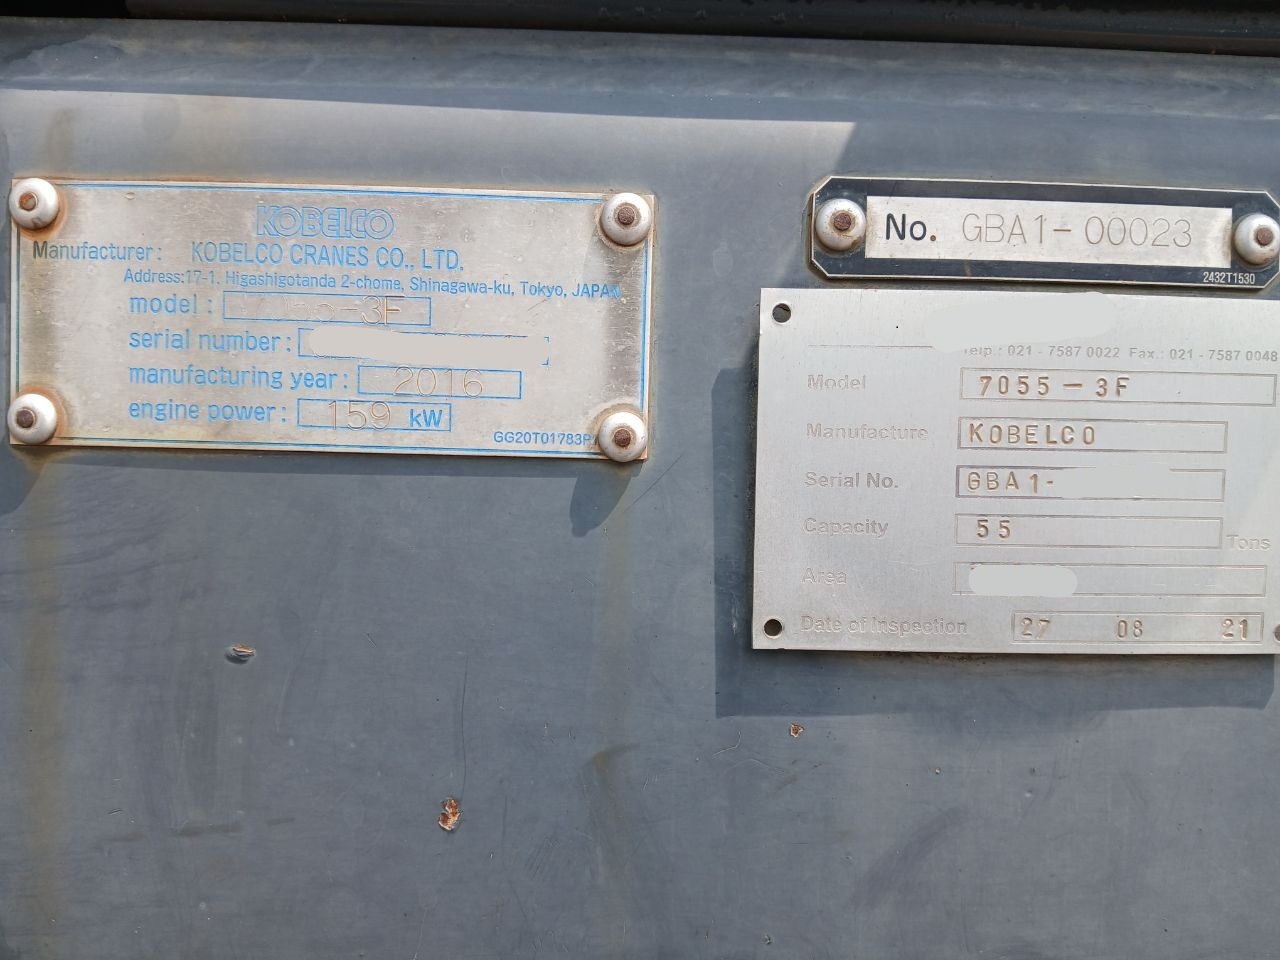 KOBELCO
Manufacturer: KOBELCO CRANES CO., LTD.
Address:17-1, Higashigotanda 2-chome, Shinagawa-ku, Tokyo, JAPAN
model : 7055-3F
serial number :
manufacturing year : 2016
engine power : 159 kW
GG20T01783P
No. GBA1-00023
2432T1530
Telp.: 021 - 7587 0022 Fax.: 021 - 7587 0048
Model 7055-3F
Manufacture KOBELCO
Serial No. GBA1-
Capacity 55 Tons
Area
Date of Inspection 27 08 21